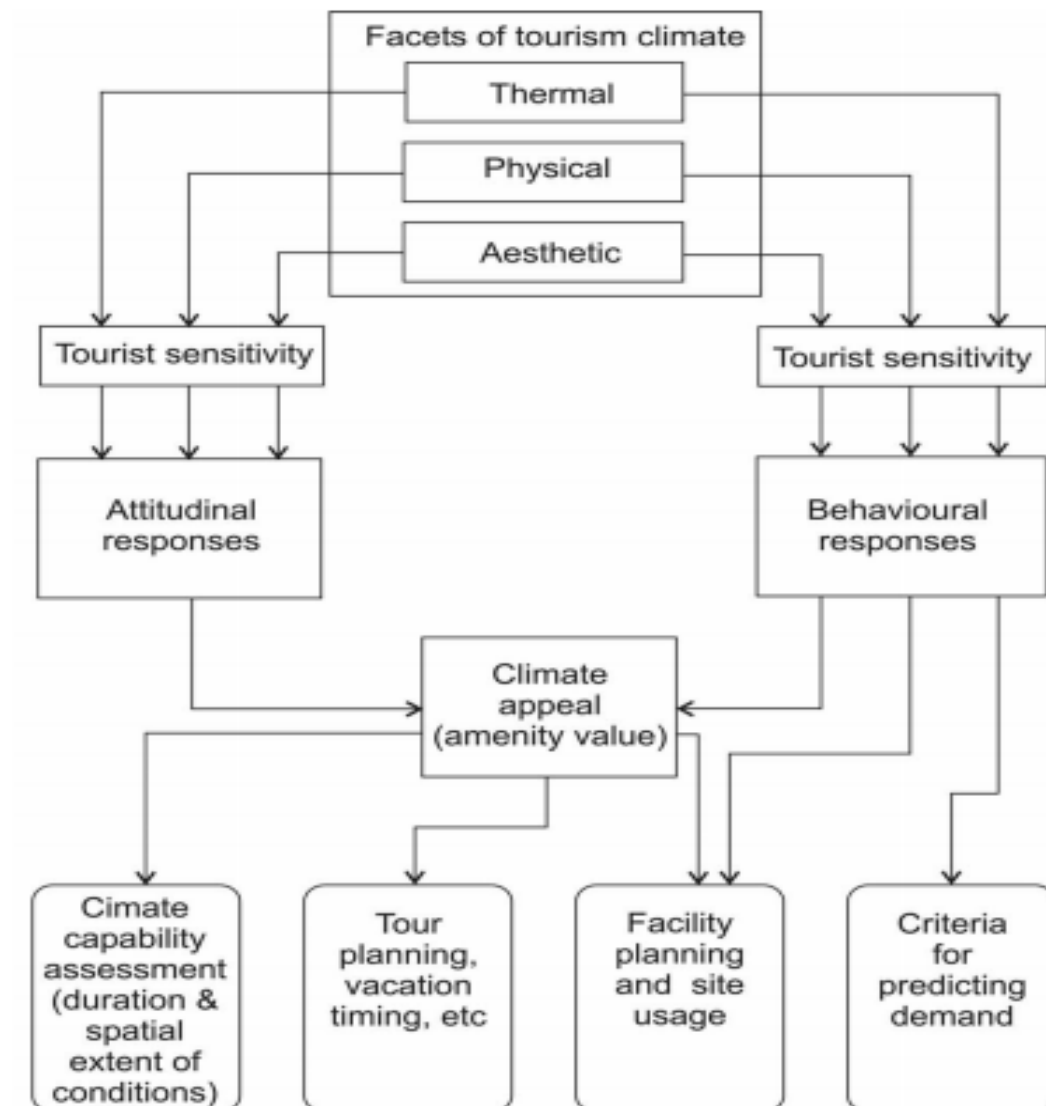 Facets of tourism climate
Thermal
Physical
Aesthetic
Tourist sensitivity
Tourist sensitivity
Attitudinal
responses
Behavioural
responses
Climate
appeal
(amenity value)
Cimate
capability
assessment
(duration &
spatial
extent of
conditions)
Tour
planning,
vacation
timing, etc
Facility
planning
and site
usage
Criteria
for
predicting
demand